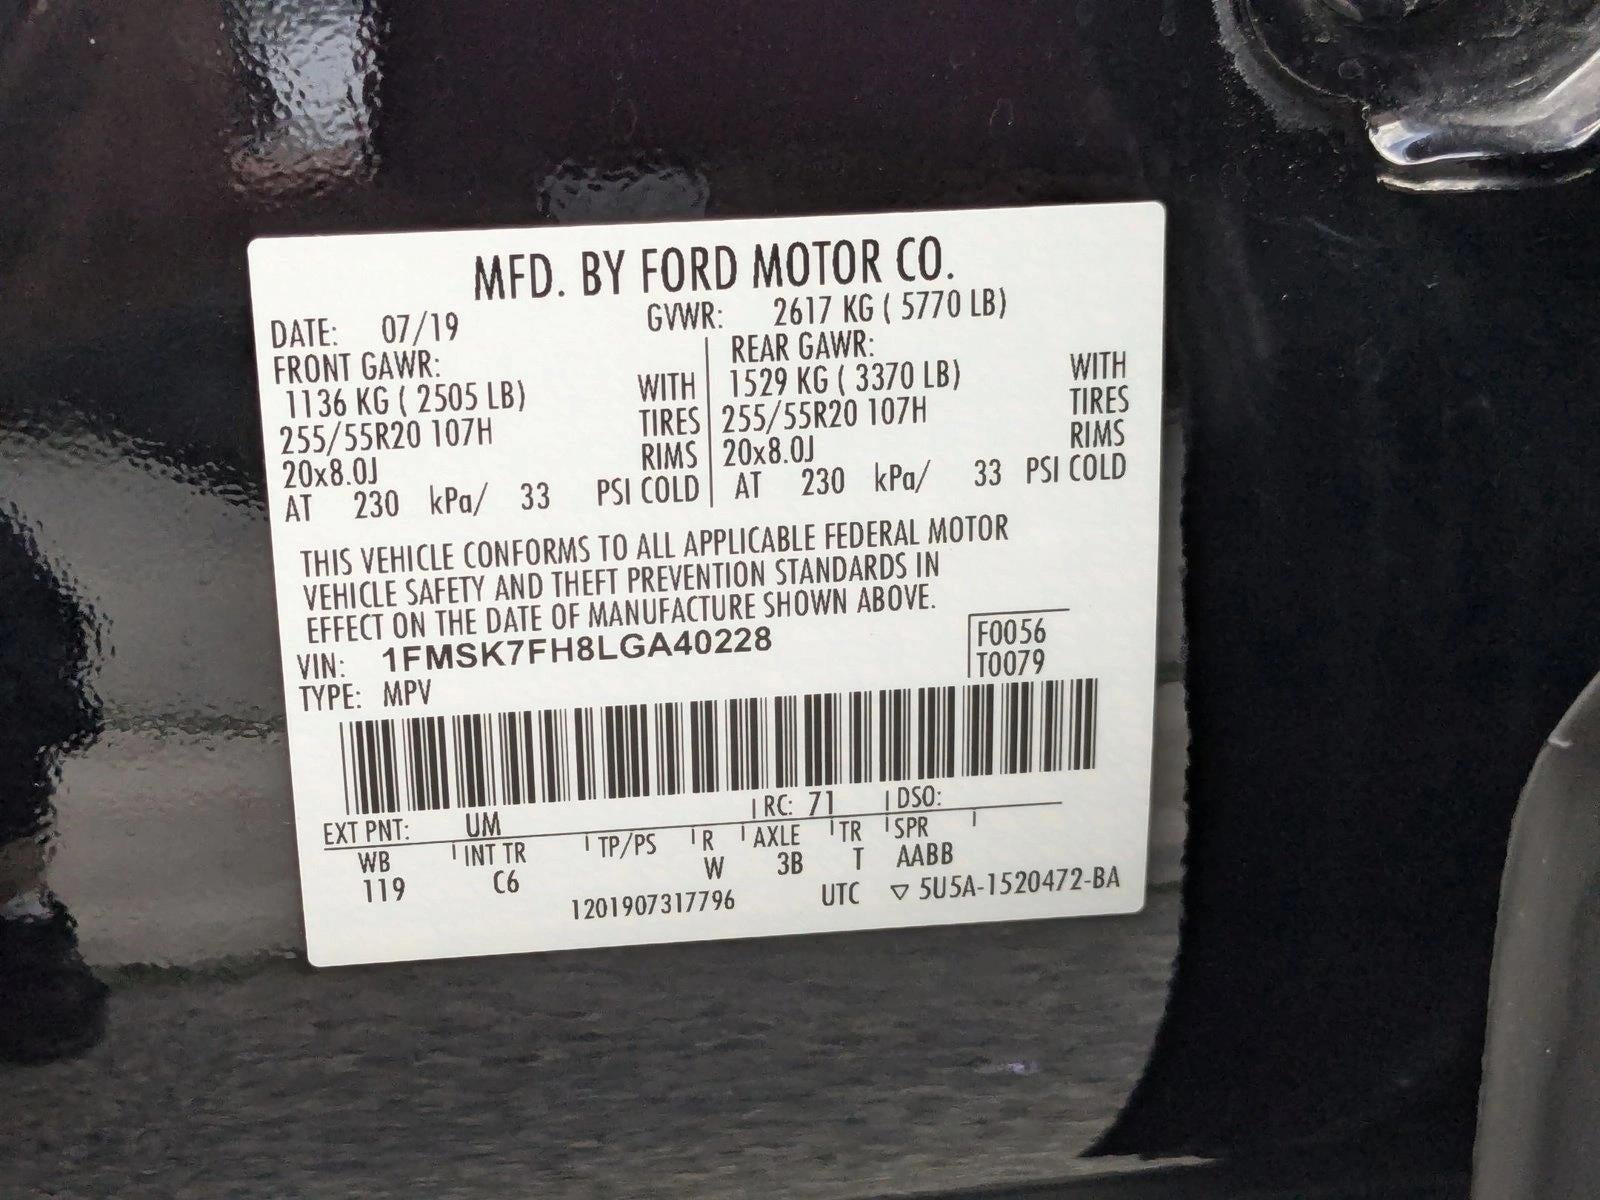 MFD. BY FORD MOTOR CO.
DATE: 07/19 GVWR: 2617 KG ( 5770 LB)
FRONT GAWR: REAR GAWR:
1136 KG ( 2505 LB) WITH 1529 KG ( 3370 LB) WITH
255/55R20 107H TIRES 255/55R20 107H TIRES
20x8.0J RIMS 20x8.0J RIMS
AT 230 kPa/ 33 PSI COLD AT 230 kPa/ 33 PSI COLD
THIS VEHICLE CONFORMS TO ALL APPLICABLE FEDERAL MOTOR
VEHICLE SAFETY AND THEFT PREVENTION STANDARDS IN
EFFECT ON THE DATE OF MANUFACTURE SHOWN ABOVE.
VIN: 1FMSK7FH8LGA40228 F0056
TYPE: MPV T0079
EXT PNT: UM RC: 71 DSO:
WB INT TR TP/PS R AXLE TR SPR
119 C6 W 3B T AABB
1201907317796 UTC ▽ 5U5A-1520472-BA